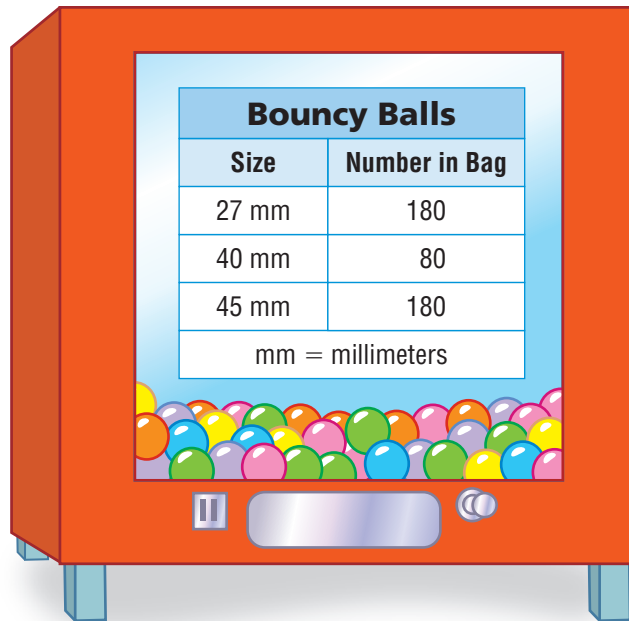 Bouncy Balls
Size Number in Bag
27 mm 180
40 mm 80
45 mm 180
mm = millimeters